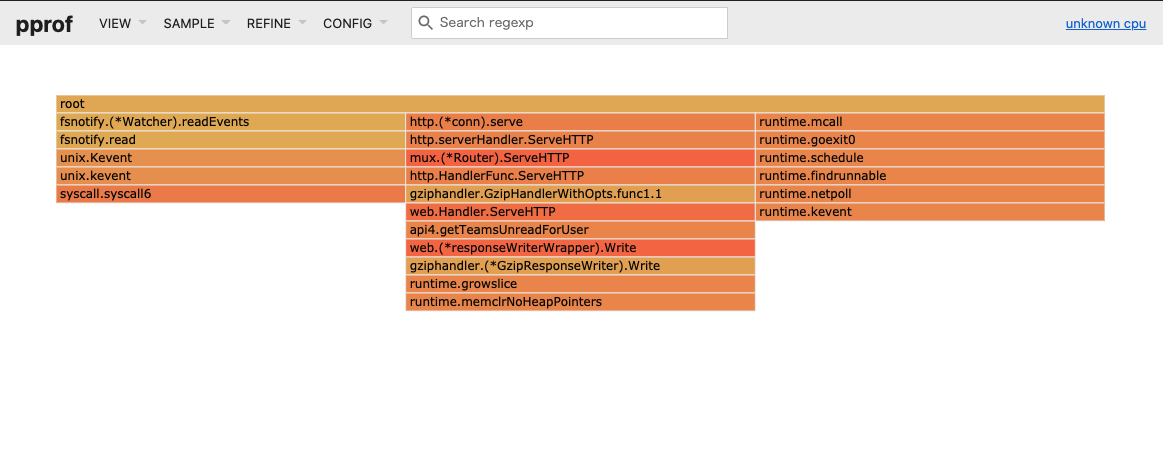 pprof VIEW SAMPLE REFINE CONFIG Search regexp unknown cpu
root
fsnotify.(*Watcher).readEvents http.(*conn).serve runtime.mcall
fsnotify.read http.serverHandler.ServeHTTP runtime.goexit0
unix.Kevent mux.(*Router).ServeHTTP runtime.schedule
unix.kevent http.HandlerFunc.ServeHTTP runtime.findrunnable
syscall.syscall6 gziphandler.GzipHandlerWithOpts.func1.1 runtime.netpoll
web.Handler.ServeHTTP runtime.kevent
api4.getTeamsUnreadForUser
web.(*responseWriterWrapper).Write
gziphandler.(*GzipResponseWriter).Write
runtime.growslice
runtime.memclrNoHeapPointers